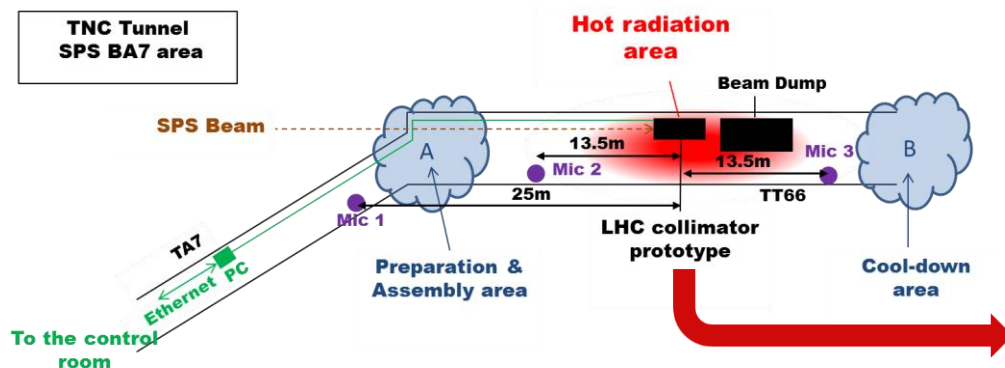 TNC Tunnel
SPS BA7 area
Hot radiation
area
Beam Dump
SPS Beam
A
13.5m
13.5m
Mic 3
B
Mic 2
25m
TT66
Mic 1
LHC collimator
prototype
TA7
PC
Ethernet
Preparation &
Assembly area
Cool-down
area
To the control
room